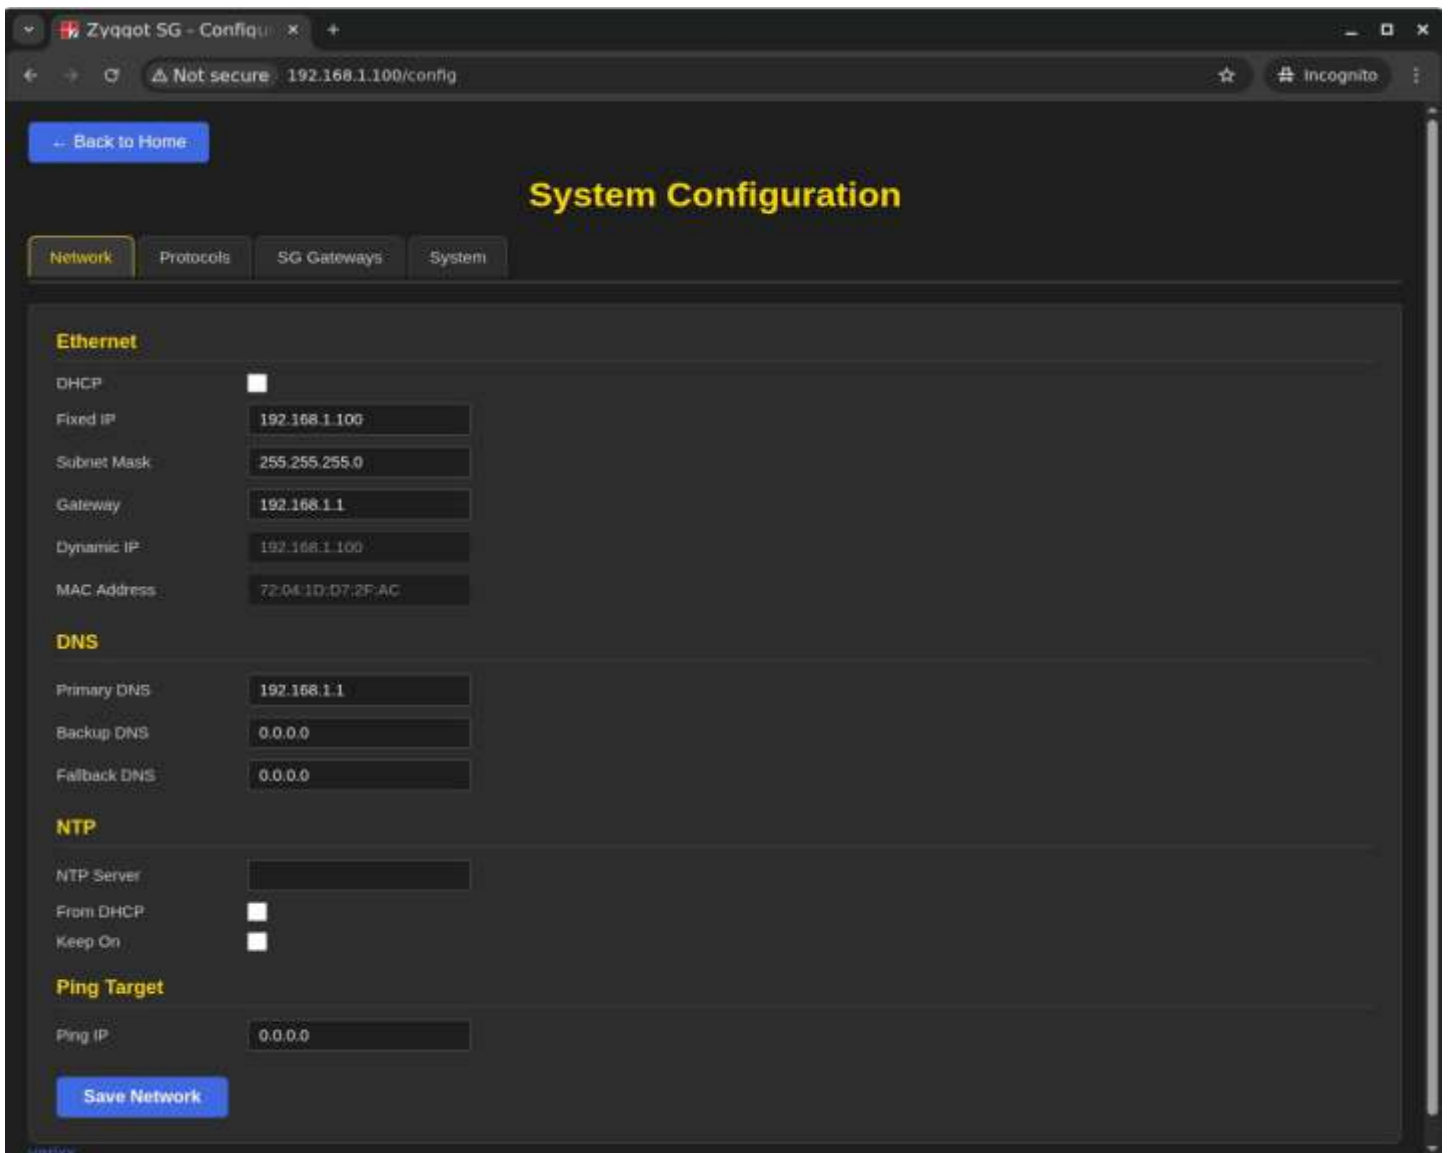 Zyggot SG - Configu
Not secure 192.168.1.100/config
Incognito
← Back to Home
System Configuration
Network Protocols SG Gateways System
Ethernet
DHCP
Fixed IP 192.168.1.100
Subnet Mask 255.255.255.0
Gateway 192.168.1.1
Dynamic IP 192.168.1.100
MAC Address 72:04:1D:D7:2F:AC
DNS
Primary DNS 192.168.1.1
Backup DNS 0.0.0.0
Fallback DNS 0.0.0.0
NTP
NTP Server
From DHCP
Keep On
Ping Target
Ping IP 0.0.0.0
Save Network